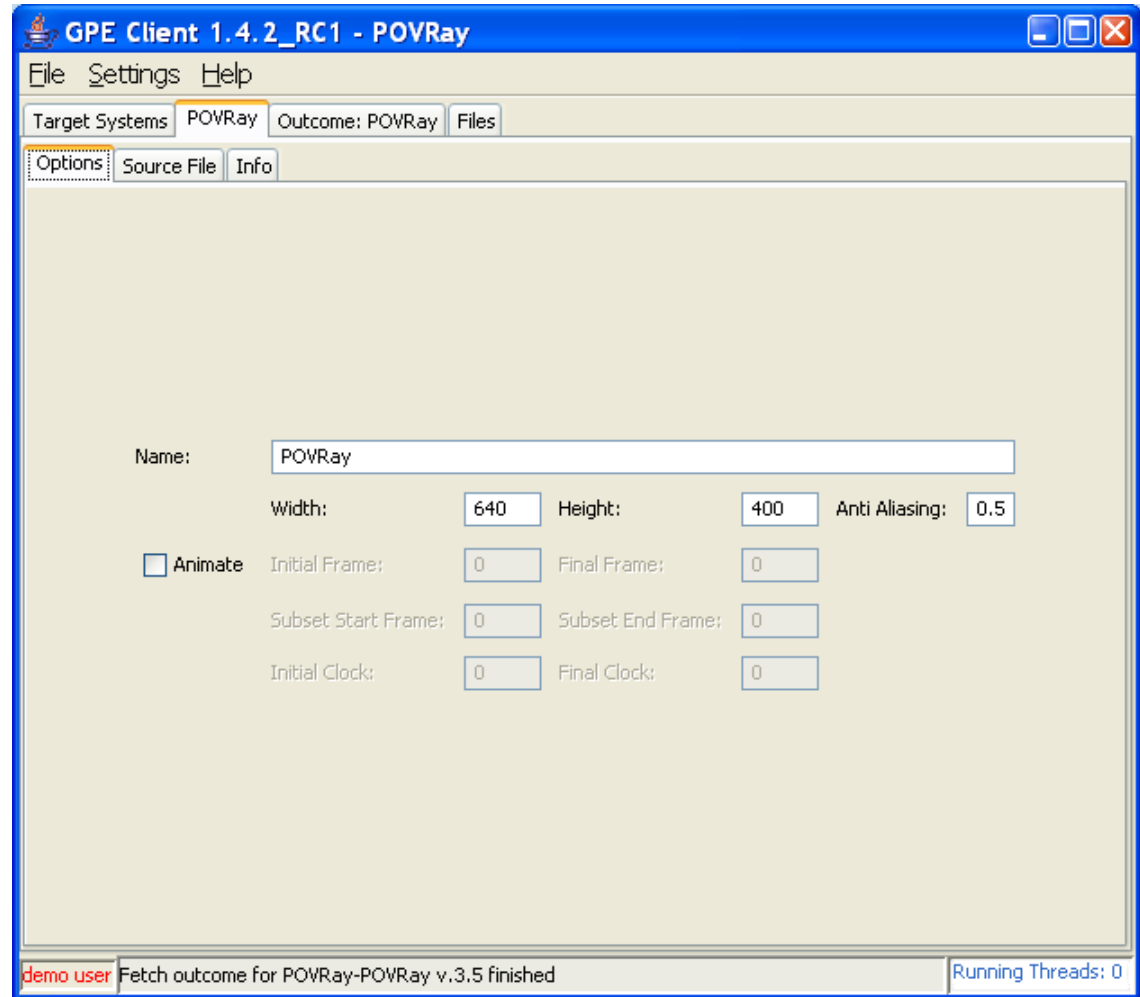 GPE Client 1.4.2_RC1 - POVRay
File Settings Help
Target Systems POVRay Outcome: POVRay Files
Options Source File Info
Name: POVRay
Width: 640 Height: 400 Anti Aliasing: 0.5
Animate Initial Frame: 0 Final Frame: 0
Subset Start Frame: 0 Subset End Frame: 0
Initial Clock: 0 Final Clock: 0
demo user Fetch outcome for POVRay-POVRay v.3.5 finished Running Threads: 0